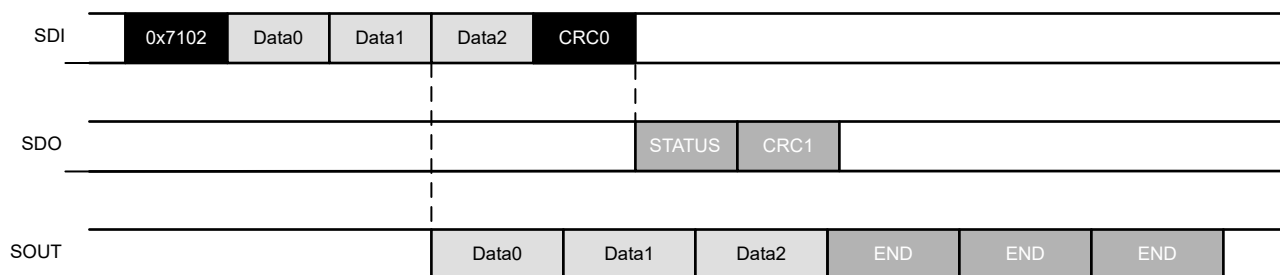 SDI 0x7102 Data0 Data1 Data2 CRC0
SDO STATUS CRC1
SOUT Data0 Data1 Data2 END END END